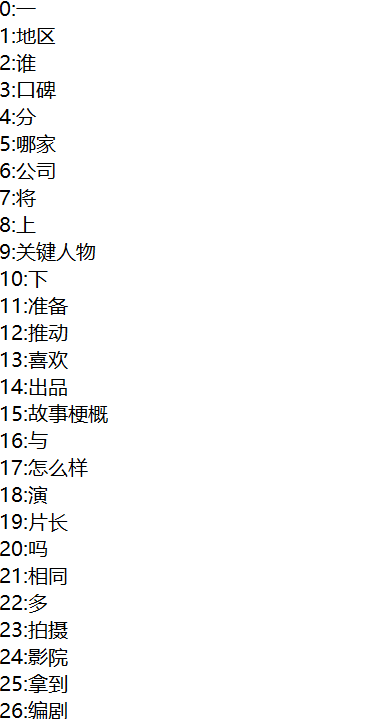 0:一
1:地区
2:谁
3:口碑
4:分
5:哪家
6:公司
7:将
8:上
9:关键人物
10:下
11:准备
12:推动
13:喜欢
14:出品
15:故事梗概
16:与
17:怎么样
18:演
19:片长
20:吗
21:相同
22:多
23:拍摄
24:影院
25:拿到
26:编剧